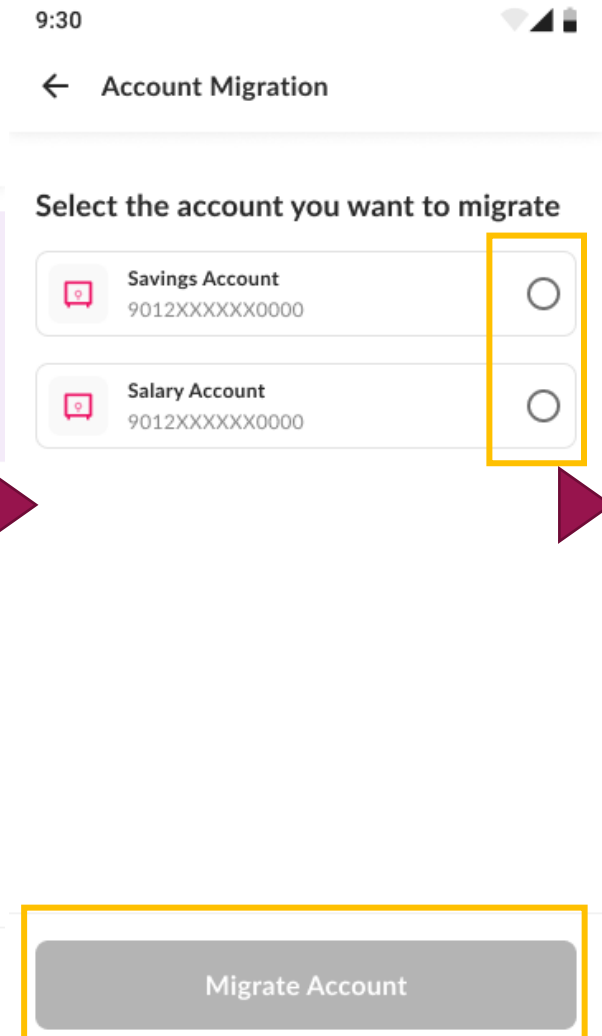 9:30
Account Migration
Select the account you want to migrate
Savings Account
9012XXXXXX0000
Salary Account
9012XXXXXX0000
Migrate Account